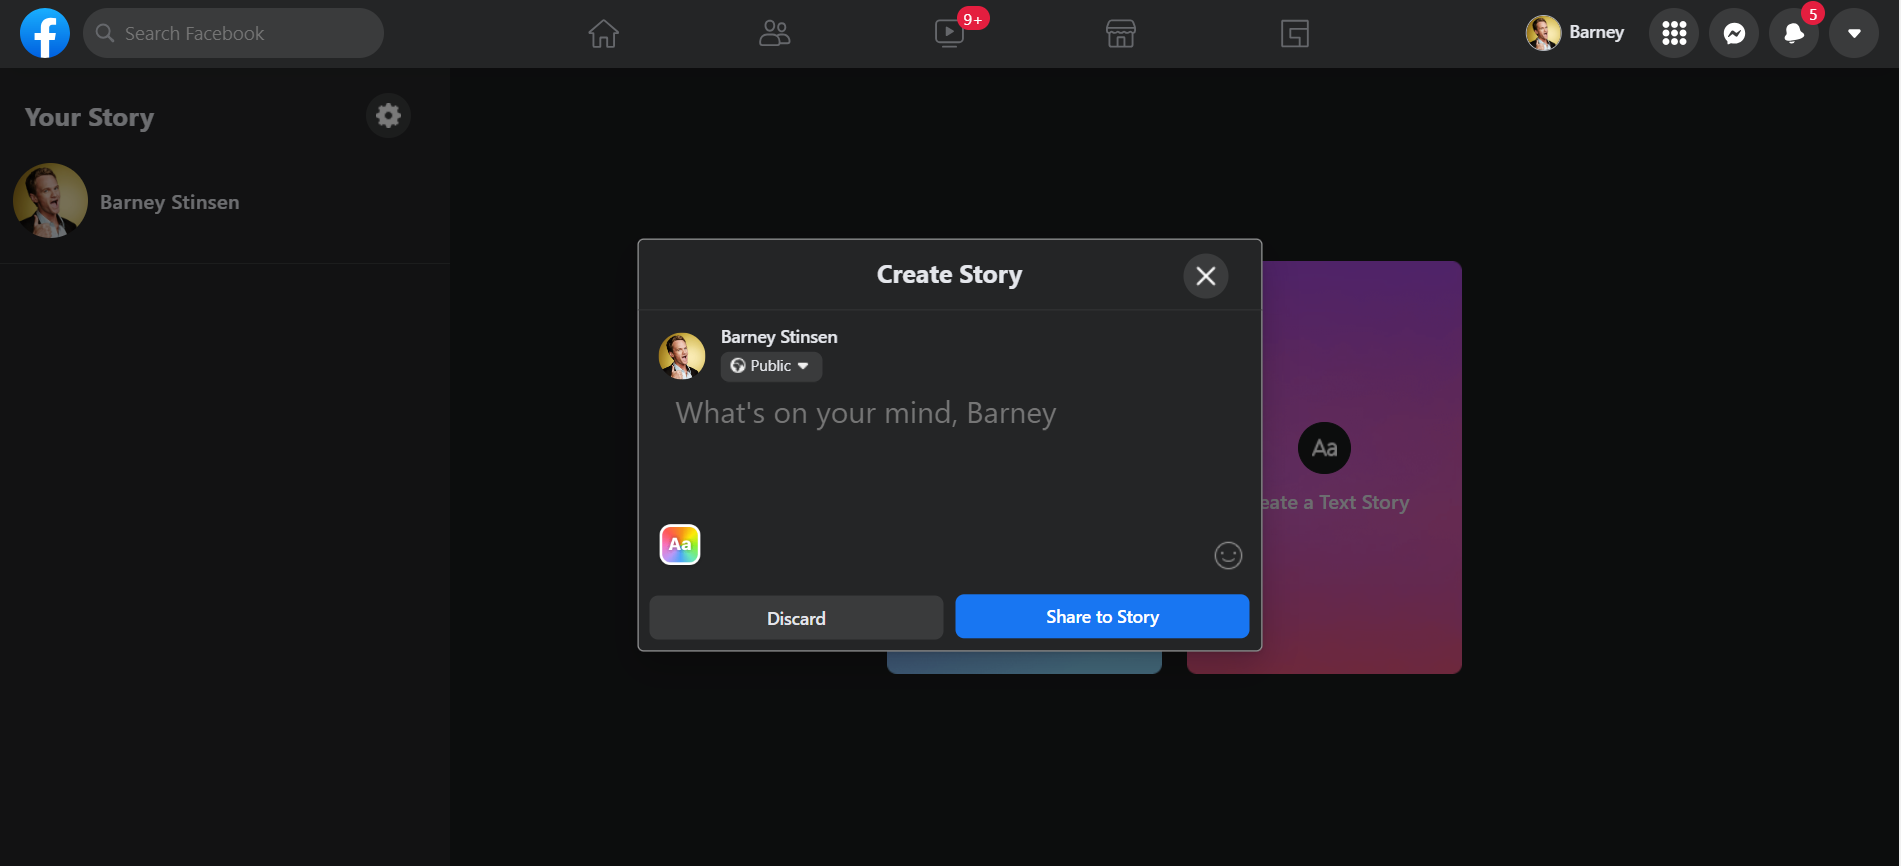 Search Facebook
9+
Barney
5
Your Story
Barney Stinsen
Create Story
Barney Stinsen
Public
What's on your mind, Barney
Aa
eate a Text Story
Aa
Discard
Share to Story